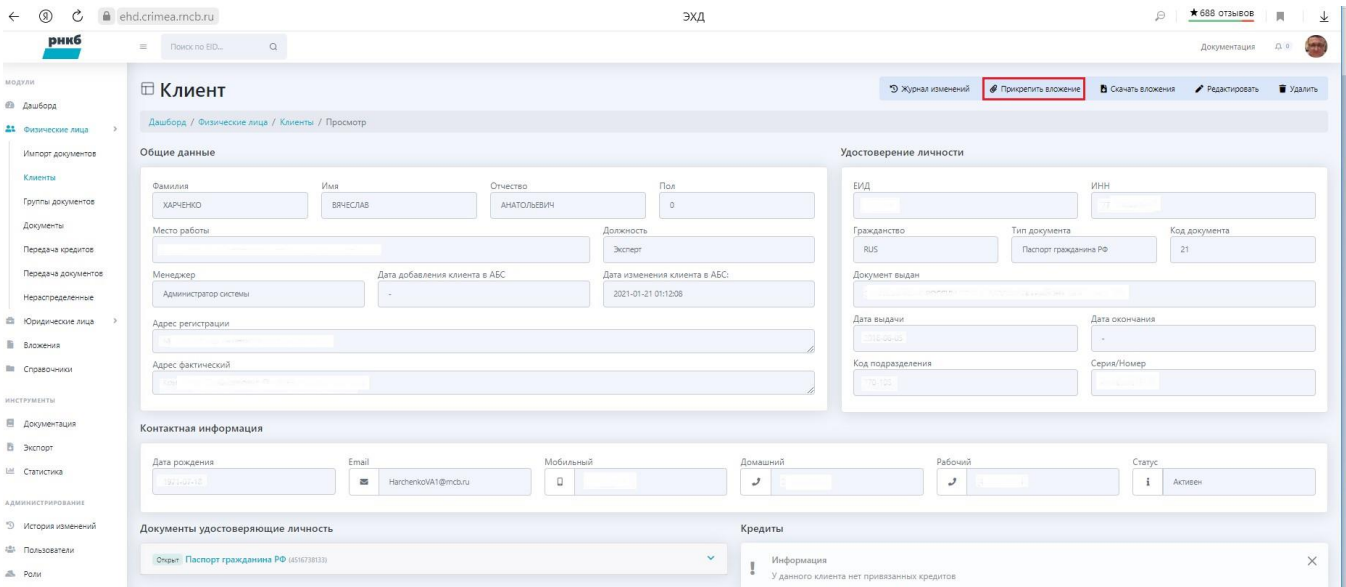 ehd.crimea.rncb.ru
ЭХД
★688 отзывов
рнкб
Поиск по EID...
Документация
0
МОДУЛИ
Дашборд
Физические лица
Импорт документов
Клиенты
Группы документов
Документы
Передача кредитов
Передача документов
Нераспределенные
Юридические лица
Вложения
Справочники
ИНСТРУМЕНТЫ
Документация
Экспорт
Статистика
АДМИНИСТРИРОВАНИЕ
История изменений
Пользователи
Роли
Клиент
Журнал изменений
Прикрепить вложение
Скачать вложения
Редактировать
Удалить
Дашборд / Физические лица / Клиенты / Просмотр
Общие данные
Фамилия Имя Отчество Пол
ХАРЧЕНКО ВЯЧЕСЛАВ АНАТОЛЬЕВИЧ 0
Место работы Должность
Эксперт
Менеджер Дата добавления клиента в АБС Дата изменения клиента в АБС:
Администратор системы - 2021-01-21 01:12:08
Адрес регистрации
Адрес фактический
Удостоверение личности
ЕИД ИНН
Гражданство Тип документа Код документа
RUS Паспорт гражданина РФ 21
Документ выдан
Дата выдачи Дата окончания
-
Код подразделения Серия/Номер
Контактная информация
Дата рождения Email Мобильный Домашний Рабочий Статус
HarchenkoVA1@rncb.ru Активен
Документы удостоверяющие личность
Открыт Паспорт гражданина РФ (4516738133)
Кредиты
Информация
У данного клиента нет привязанных кредитов